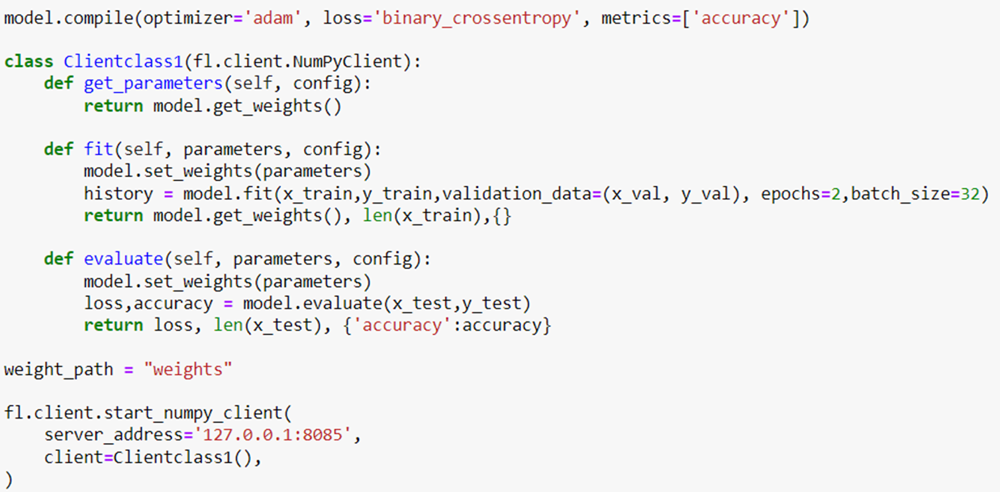 model.compile(optimizer='adam', loss='binary_crossentropy', metrics=['accuracy'])
class Clientclass1(fl.client.NumPyClient):
    def get_parameters(self, config):
        return model.get_weights()
    def fit(self, parameters, config):
        model.set_weights(parameters)
        history = model.fit(x_train,y_train,validation_data=(x_val, y_val), epochs=2,batch_size=32)
        return model.get_weights(), len(x_train),{}
    def evaluate(self, parameters, config):
        model.set_weights(parameters)
        loss,accuracy = model.evaluate(x_test,y_test)
        return loss, len(x_test), {'accuracy':accuracy}
weight_path = "weights"
fl.client.start_numpy_client(
    server_address='127.0.0.1:8085',
    client=Clientclass1(),
)